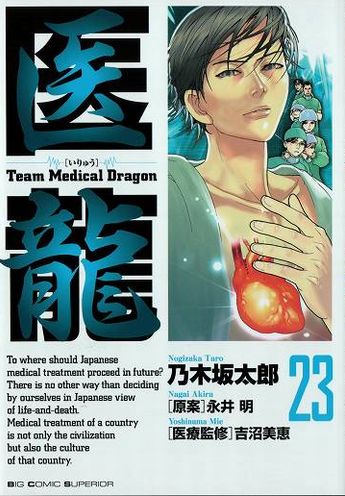 医龍
[いりゅう]
Team Medical Dragon
Nogizaka Taro
乃木坂太郎
Nagai Akira
[原案]永井 明
Yoshinuma Mie
[医療監修]吉沼美恵
23
To where should Japanese
medical treatment proceed in future?
There is no other way than deciding
by ourselves in Japanese view
of life-and-death.
Medical treatment of a country
is not only the civilization
but also the culture
of that country.
BIG COMIC SUPERIOR